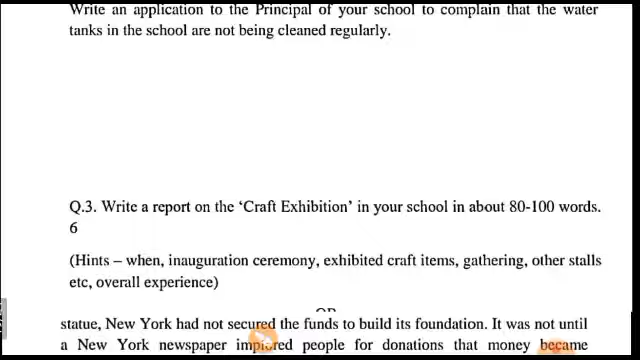 Write an application to the Principal of your school to complain that the water
tanks in the school are not being cleaned regularly.
Q.3. Write a report on the ‘Craft Exhibition’ in your school in about 80-100 words.
6
(Hints – when, inauguration ceremony, exhibited craft items, gathering, other stalls
etc, overall experience)
statue, New York had not secured the funds to build its foundation. It was not until
a New York newspaper implored people for donations that money became